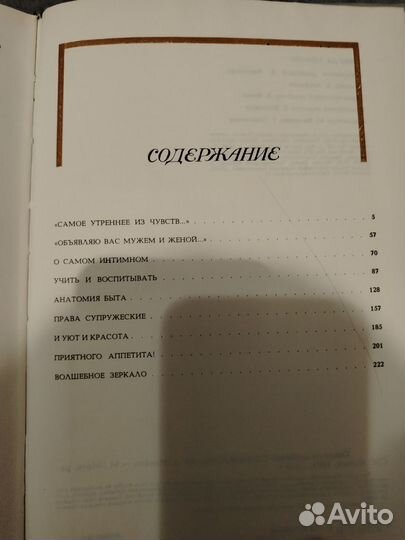 СОДЕРЖАНИЕ
«САМОЕ УТРЕННЕЕ ИЗ ЧУВСТВ...» 5
«ОБЪЯВЛЯЮ ВАС МУЖЕМ И ЖЕНОЙ...» 57
О САМОМ ИНТИМНОМ 70
УЧИТЬ И ВОСПИТЫВАТЬ 87
АНАТОМИЯ БЫТА 128
ПРАВА СУПРУЖЕСКИЕ 157
И УЮТ И КРАСОТА 185
ПРИЯТНОГО АППЕТИТА! 201
ВОЛШЕБНОЕ ЗЕРКАЛО 222
Avito